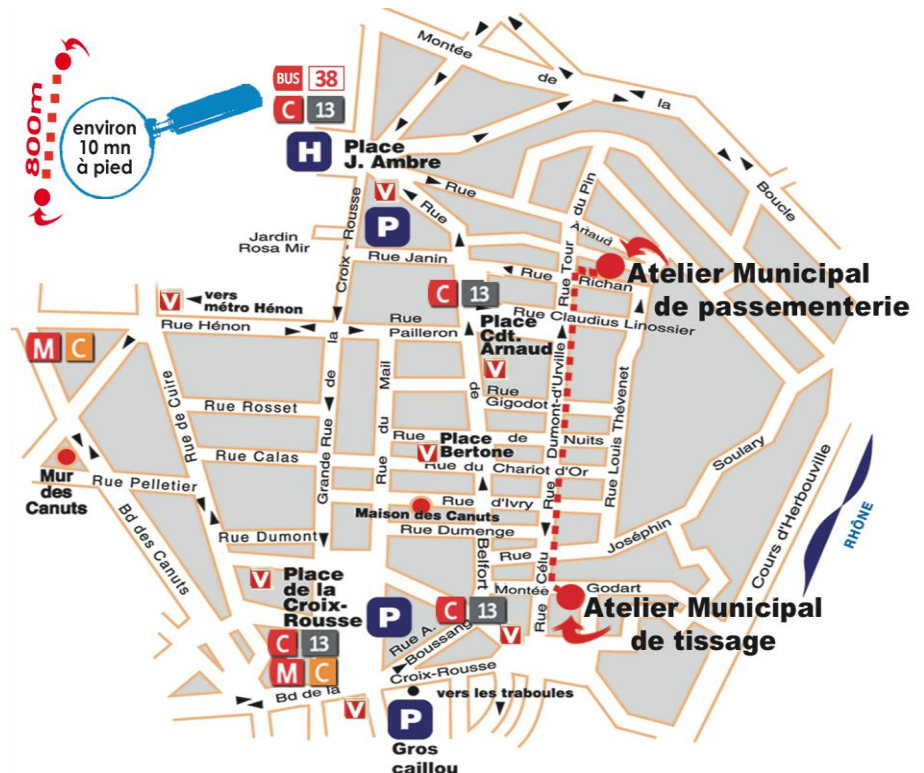 Montée
de
la
Boucle
BUS 38
C 13
800m
environ
10 mn
à pied
H
Place
J. Ambre
V
P
Rue
Rue
Rue Tour
du Pin
Artaud
Jardin
Rosa Mir
Croix - Rousse
Rue Janin
Rue
Richan
Atelier Municipal
de passementerie
C 13
V
vers
métro Hénon
Rue Hénon
Rue
Pailleron
Place
Cdt.
Arnaud
V
Rue Claudius Linossier
M C
Rue de Cuire
la
de
Grande Rue
Rue du Mail
de
Belfort
Rue
Gigodot
Rue Dumont-d'Urville
Rue Louis Thévenet
Rue Rosset
Rue
de
Nuits
Place
Bertone
V
Rue Calas
Rue du Chariot d'Or
Mur
des
Canuts
Rue Pelletier
Bd des Canuts
Rue d'Ivry
Maison des Canuts
Rue Dumenge
Rue Dumont
Rue
Joséphin
Soulary
Cours d'Herbouville
RHÔNE
V
Place
de la
Croix-
Rousse
Montée
Rue
Célu
Godart
Atelier Municipal
de tissage
C 13
M C
P
Rue A.
Boussange
C 13
V
Bd de la
Croix-Rousse
V
vers les traboules
P
Gros
caillou